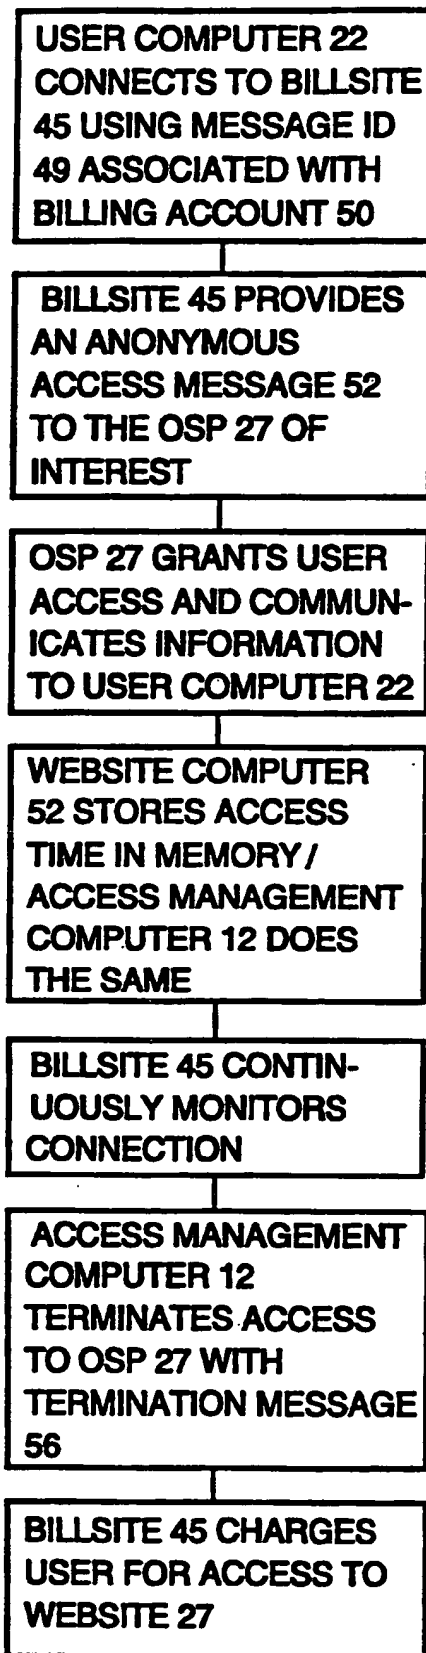 USER COMPUTER 22
CONNECTS TO BILLSITE
45 USING MESSAGE ID
49 ASSOCIATED WITH
BILLING ACCOUNT 50
BILLSITE 45 PROVIDES
AN ANONYMOUS
ACCESS MESSAGE 52
TO THE OSP 27 OF
INTEREST
OSP 27 GRANTS USER
ACCESS AND COMMUN-
ICATES INFORMATION
TO USER COMPUTER 22
WEBSITE COMPUTER
52 STORES ACCESS
TIME IN MEMORY/
ACCESS MANAGEMENT
COMPUTER 12 DOES
THE SAME
BILLSITE 45 CONTIN-
UOUSLY MONITORS
CONNECTION
ACCESS MANAGEMENT
COMPUTER 12
TERMINATES ACCESS
TO OSP 27 WITH
TERMINATION MESSAGE
56
BILLSITE 45 CHARGES
USER FOR ACCESS TO
WEBSITE 27